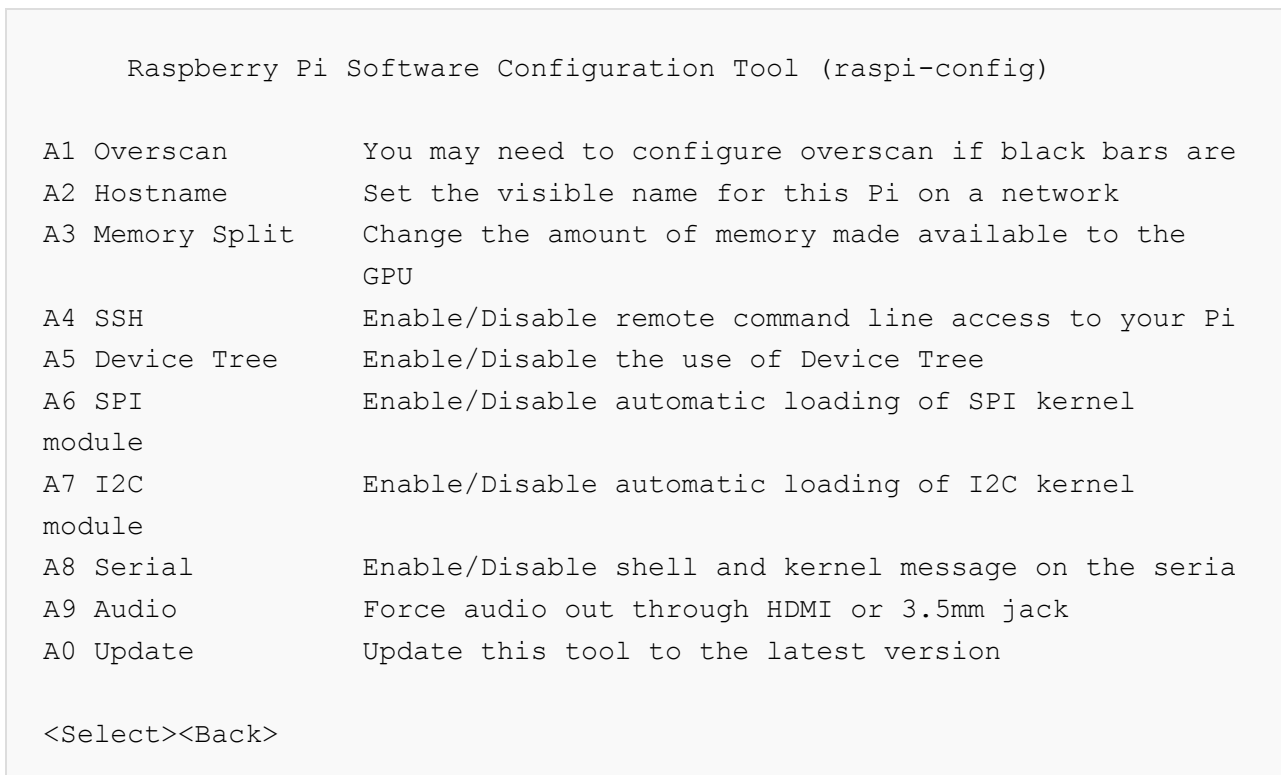 Raspberry Pi Software Configuration Tool (raspi-config)
A1 Overscan You may need to configure overscan if black bars are
A2 Hostname Set the visible name for this Pi on a network
A3 Memory Split Change the amount of memory made available to the
GPU
A4 SSH Enable/Disable remote command line access to your Pi
A5 Device Tree Enable/Disable the use of Device Tree
A6 SPI Enable/Disable automatic loading of SPI kernel
module
A7 I2C Enable/Disable automatic loading of I2C kernel
module
A8 Serial Enable/Disable shell and kernel message on the seria
A9 Audio Force audio out through HDMI or 3.5mm jack
A0 Update Update this tool to the latest version
<Select><Back>